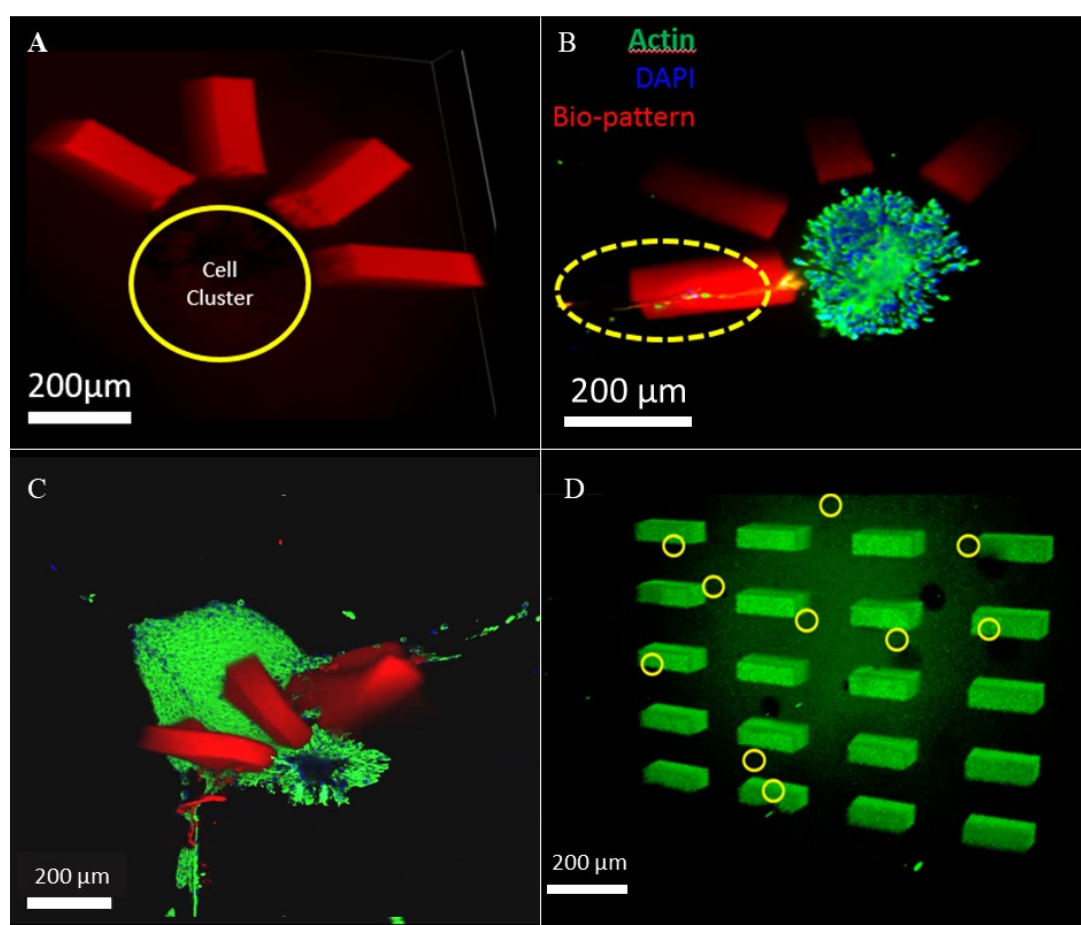 A
Cell
Cluster
200μm
B
Actin
DAPI
Bio-pattern
200 μm
C
200 μm
D
200 μm